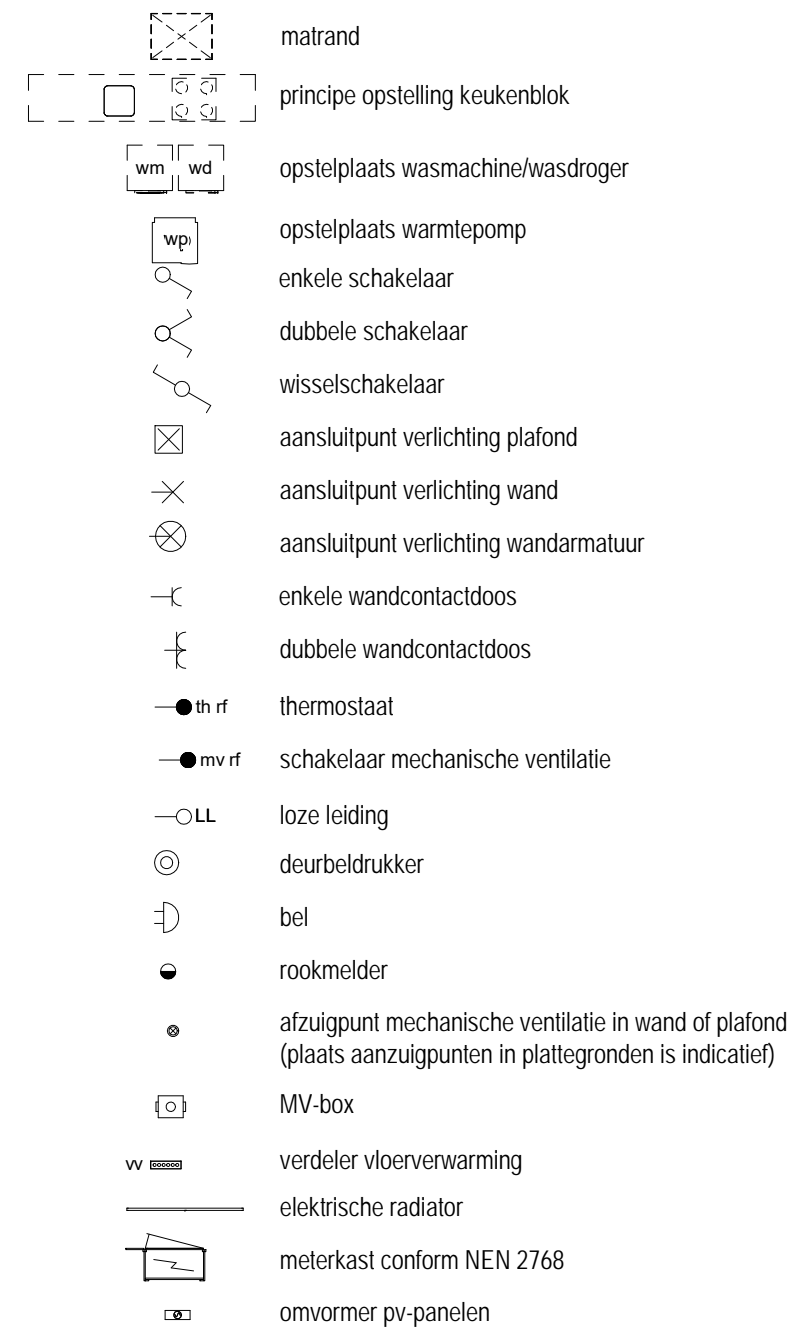 matrand
principe opstelling keukenblok
wm wd opstelplaats wasmachine/wasdroger
wp opstelplaats warmtepomp
enkele schakelaar
dubbele schakelaar
wisselschakelaar
aansluitpunt verlichting plafond
aansluitpunt verlichting wand
aansluitpunt verlichting wandarmatuur
enkele wandcontactdoos
dubbele wandcontactdoos
th rf thermostaat
mv rf schakelaar mechanische ventilatie
LL loze leiding
deurbeldrukker
bel
rookmelder
afzuigpunt mechanische ventilatie in wand of plafond
(plaats aanzuigpunten in plattegronden is indicatief)
MV-box
vv verdeler vloerverwarming
elektrische radiator
meterkast conform NEN 2768
omvormer pv-panelen